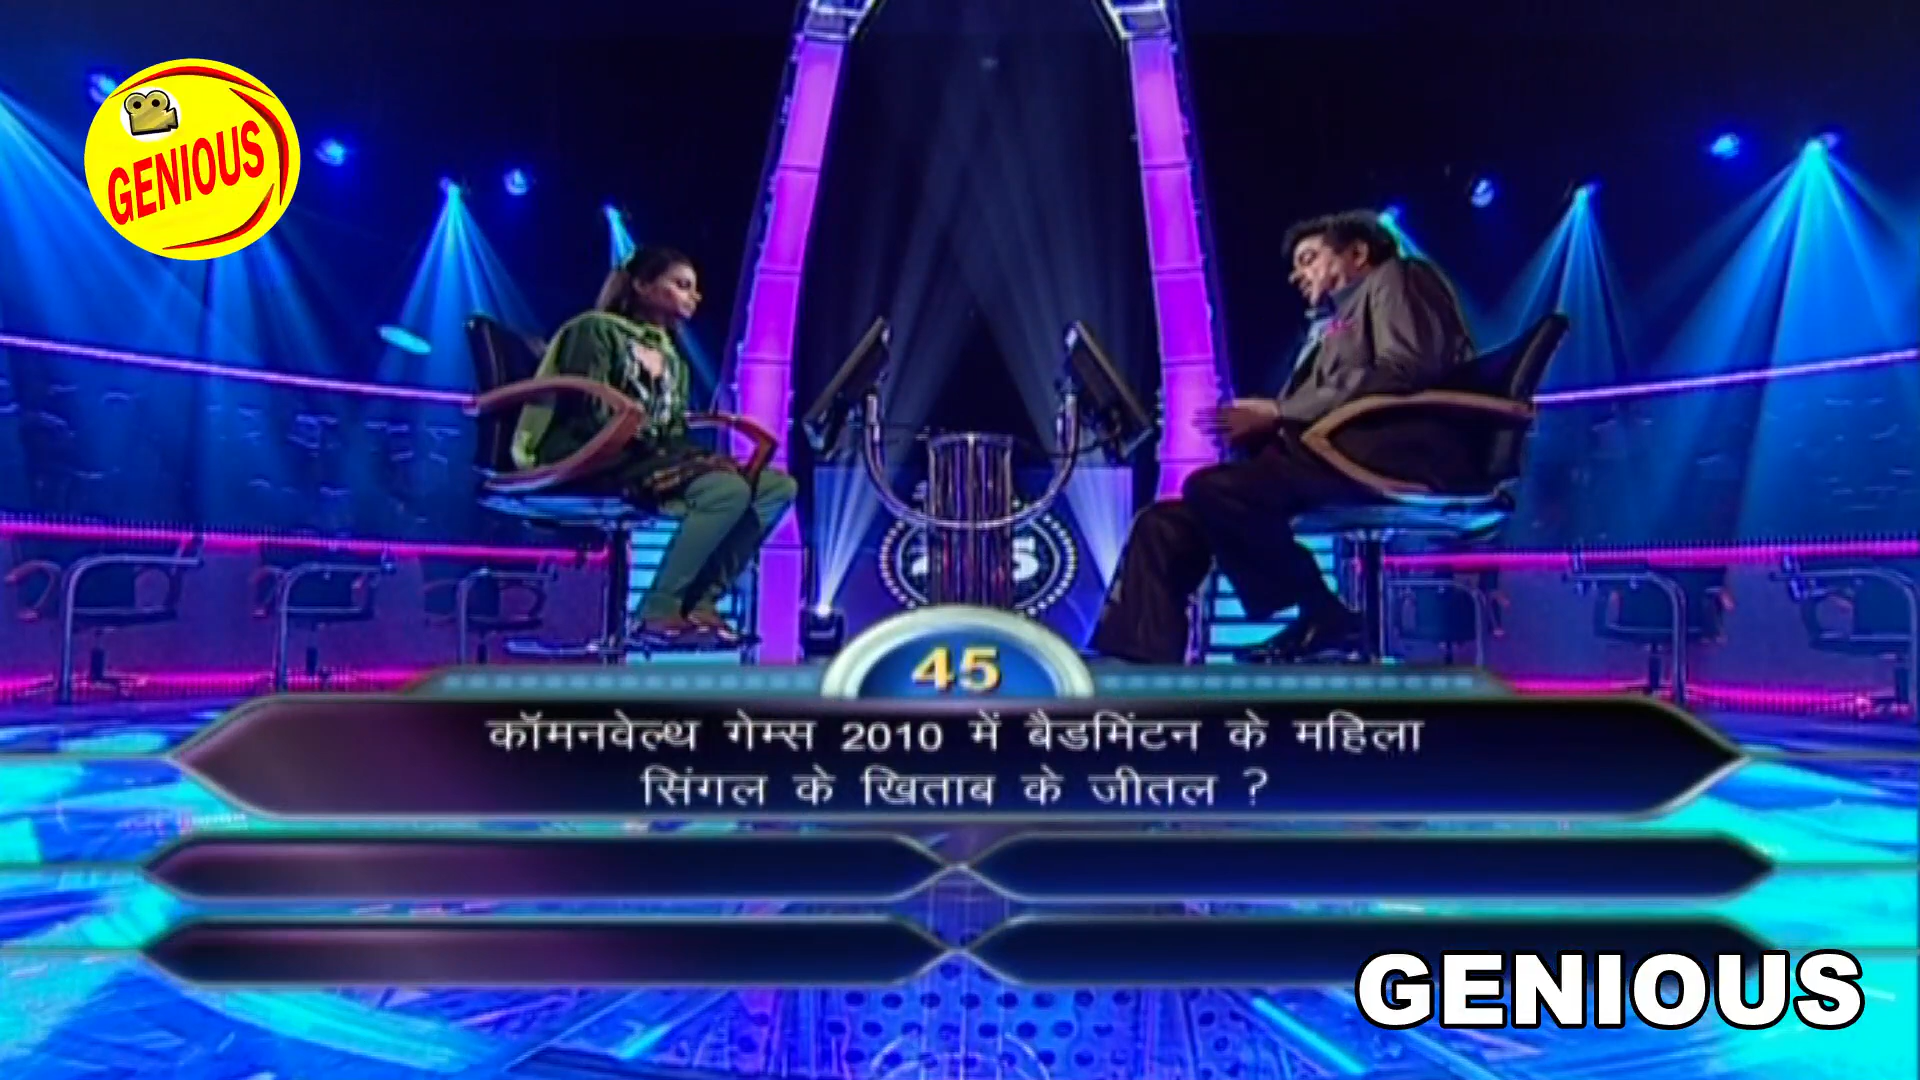 GENIOUS
45
कॉमनवेल्थ गेम्स 2010 में बैडमिंटन के महिला
सिंगल के खिताब के जीतल ?
GENIOUS